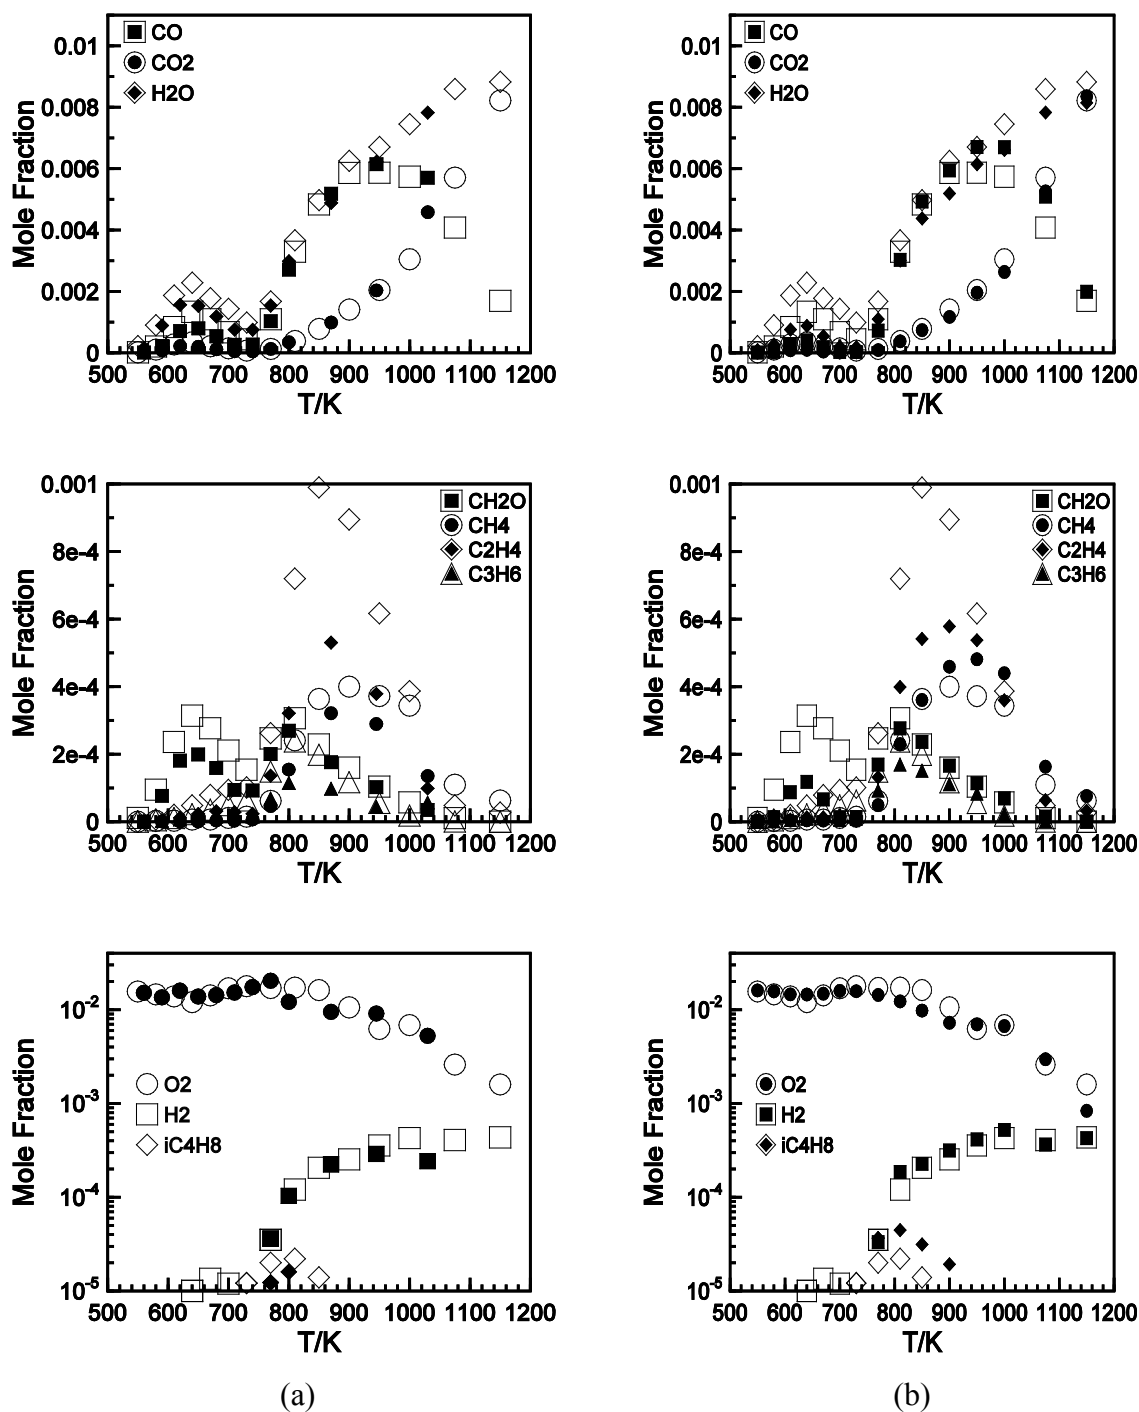 0.01
0.008
0.006
0.004
0.002
0
Mole Fraction
CO
CO2
H2O
500 600 700 800 900 1000 1100 1200
T/K
0.01
0.008
0.006
0.004
0.002
0
Mole Fraction
CO
CO2
H2O
500 600 700 800 900 1000 1100 1200
T/K
0.001
8e-4
6e-4
4e-4
2e-4
0
Mole Fraction
CH2O
CH4
C2H4
C3H6
500 600 700 800 900 1000 1100 1200
T/K
0.001
8e-4
6e-4
4e-4
2e-4
0
Mole Fraction
CH2O
CH4
C2H4
C3H6
500 600 700 800 900 1000 1100 1200
T/K
10⁻²
10⁻³
10⁻⁴
10⁻⁵
Mole Fraction
O2
H2
iC4H8
500 600 700 800 900 1000 1100 1200
T/K
(a)
10⁻²
10⁻³
10⁻⁴
10⁻⁵
Mole Fraction
O2
H2
iC4H8
500 600 700 800 900 1000 1100 1200
T/K
(b)